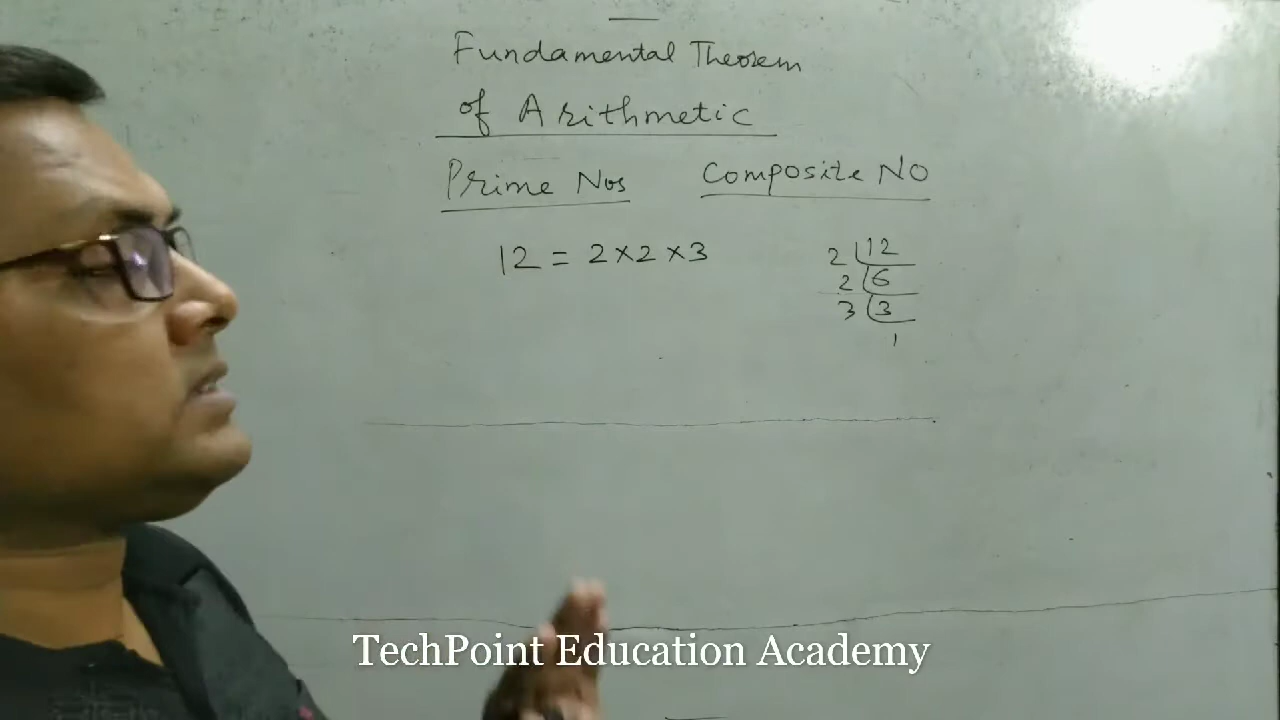 Fundamental Theorem
of Arithmetic
Prime Nos
Composite NO
12 = 2×2×3
2 12
2 6
3 3
1
TechPoint Education Academy